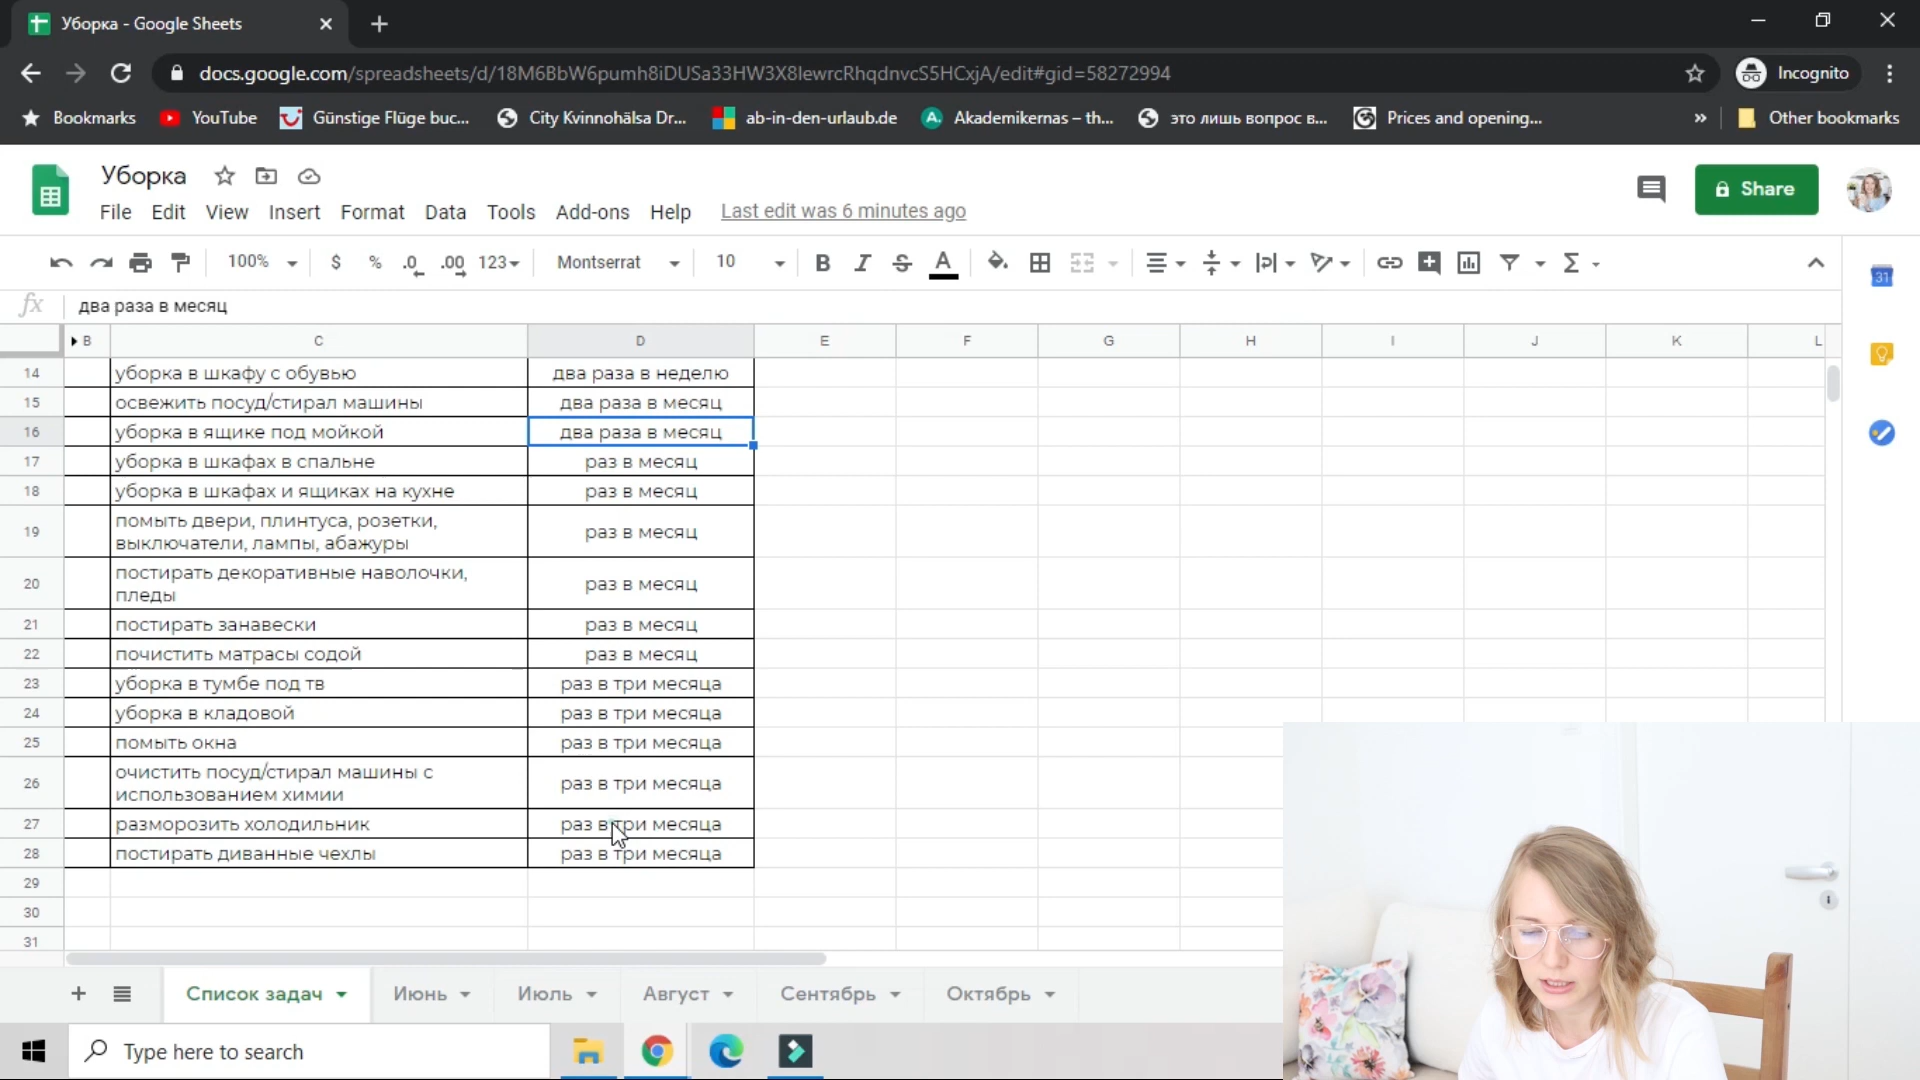 Уборка - Google Sheets
docs.google.com/spreadsheets/d/18M6BbW6pumh8iDUSa33HW3X8IewrcRhqdnvcS5HCxjA/edit#gid=58272994
Incognito
Bookmarks YouTube Günstige Flüge buc... City Kvinnohälsa Dr... ab-in-den-urlaub.de Akademikernas – th... это лишь вопрос в... Prices and opening... » Other bookmarks
Уборка
Share
File Edit View Insert Format Data Tools Add-ons Help Last edit was 6 minutes ago
100% $ % .0 .00 123 Montserrat 10 B I S A Σ
31
fx два раза в месяц
B C D E F G H I J K L
14 уборка в шкафу с обувью два раза в неделю
15 освежить посуд/стирал машины два раза в месяц
16 уборка в ящике под мойкой два раза в месяц
17 уборка в шкафах в спальне раз в месяц
18 уборка в шкафах и ящиках на кухне раз в месяц
19 помыть двери, плинтуса, розетки,
выключатели, лампы, абажуры раз в месяц
20 постирать декоративные наволочки,
пледы раз в месяц
21 постирать занавески раз в месяц
22 почистить матрасы содой раз в месяц
23 уборка в тумбе под тв раз в три месяца
24 уборка в кладовой раз в три месяца
25 помыть окна раз в три месяца
26 очистить посуд/стирал машины с
использованием химии раз в три месяца
27 разморозить холодильник раз в три месяца
28 постирать диванные чехлы раз в три месяца
29
30
31
+ Список задач Июнь Июль Август Сентябрь Октябрь
Type here to search